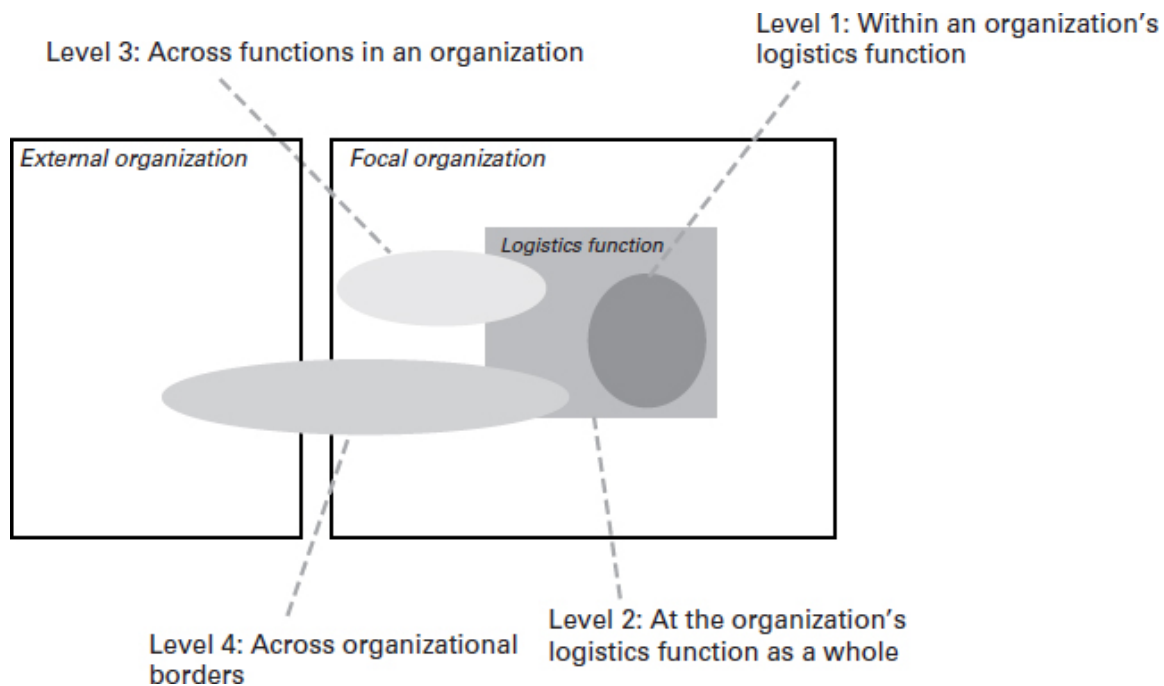 Level 1: Within an organization's
logistics function
Level 3: Across functions in an organization
External organization
Focal organization
Logistics function
Level 2: At the organization's
logistics function as a whole
Level 4: Across organizational
borders